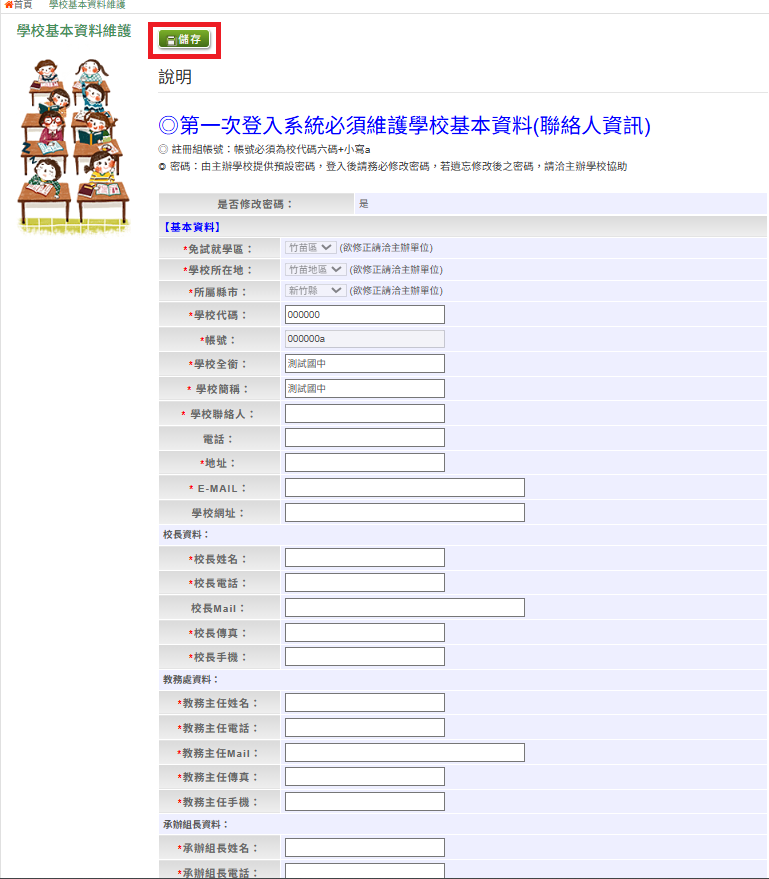 首頁 學校基本資料維護
學校基本資料維護
儲存
說明
◎第一次登入系統必須維護學校基本資料(聯絡人資訊)
◎ 註冊組帳號：帳號必須為校代碼六碼+小寫a
◎ 密碼：由主辦學校提供預設密碼，登入後請務必修改密碼，若遺忘修改後之密碼，請洽主辦學校協助
是否修改密碼： 是
【基本資料】
*免試就學區： 竹苗區 (欲修正請洽主辦單位)
*學校所在地： 竹苗地區 (欲修正請洽主辦單位)
*所屬縣市： 新竹縣 (欲修正請洽主辦單位)
*學校代碼： 000000
*帳號： 000000a
*學校全銜： 測試國中
* 學校簡稱： 測試國中
* 學校聯絡人：
電話：
*地址：
* E-MAIL：
學校網址：
校長資料：
*校長姓名：
*校長電話：
校長Mail：
*校長傳真：
*校長手機：
教務處資料：
*教務主任姓名：
*教務主任電話：
*教務主任Mail：
*教務主任傳真：
*教務主任手機：
承辦組長資料：
*承辦組長姓名：
*承辦組長電話：
ZZ